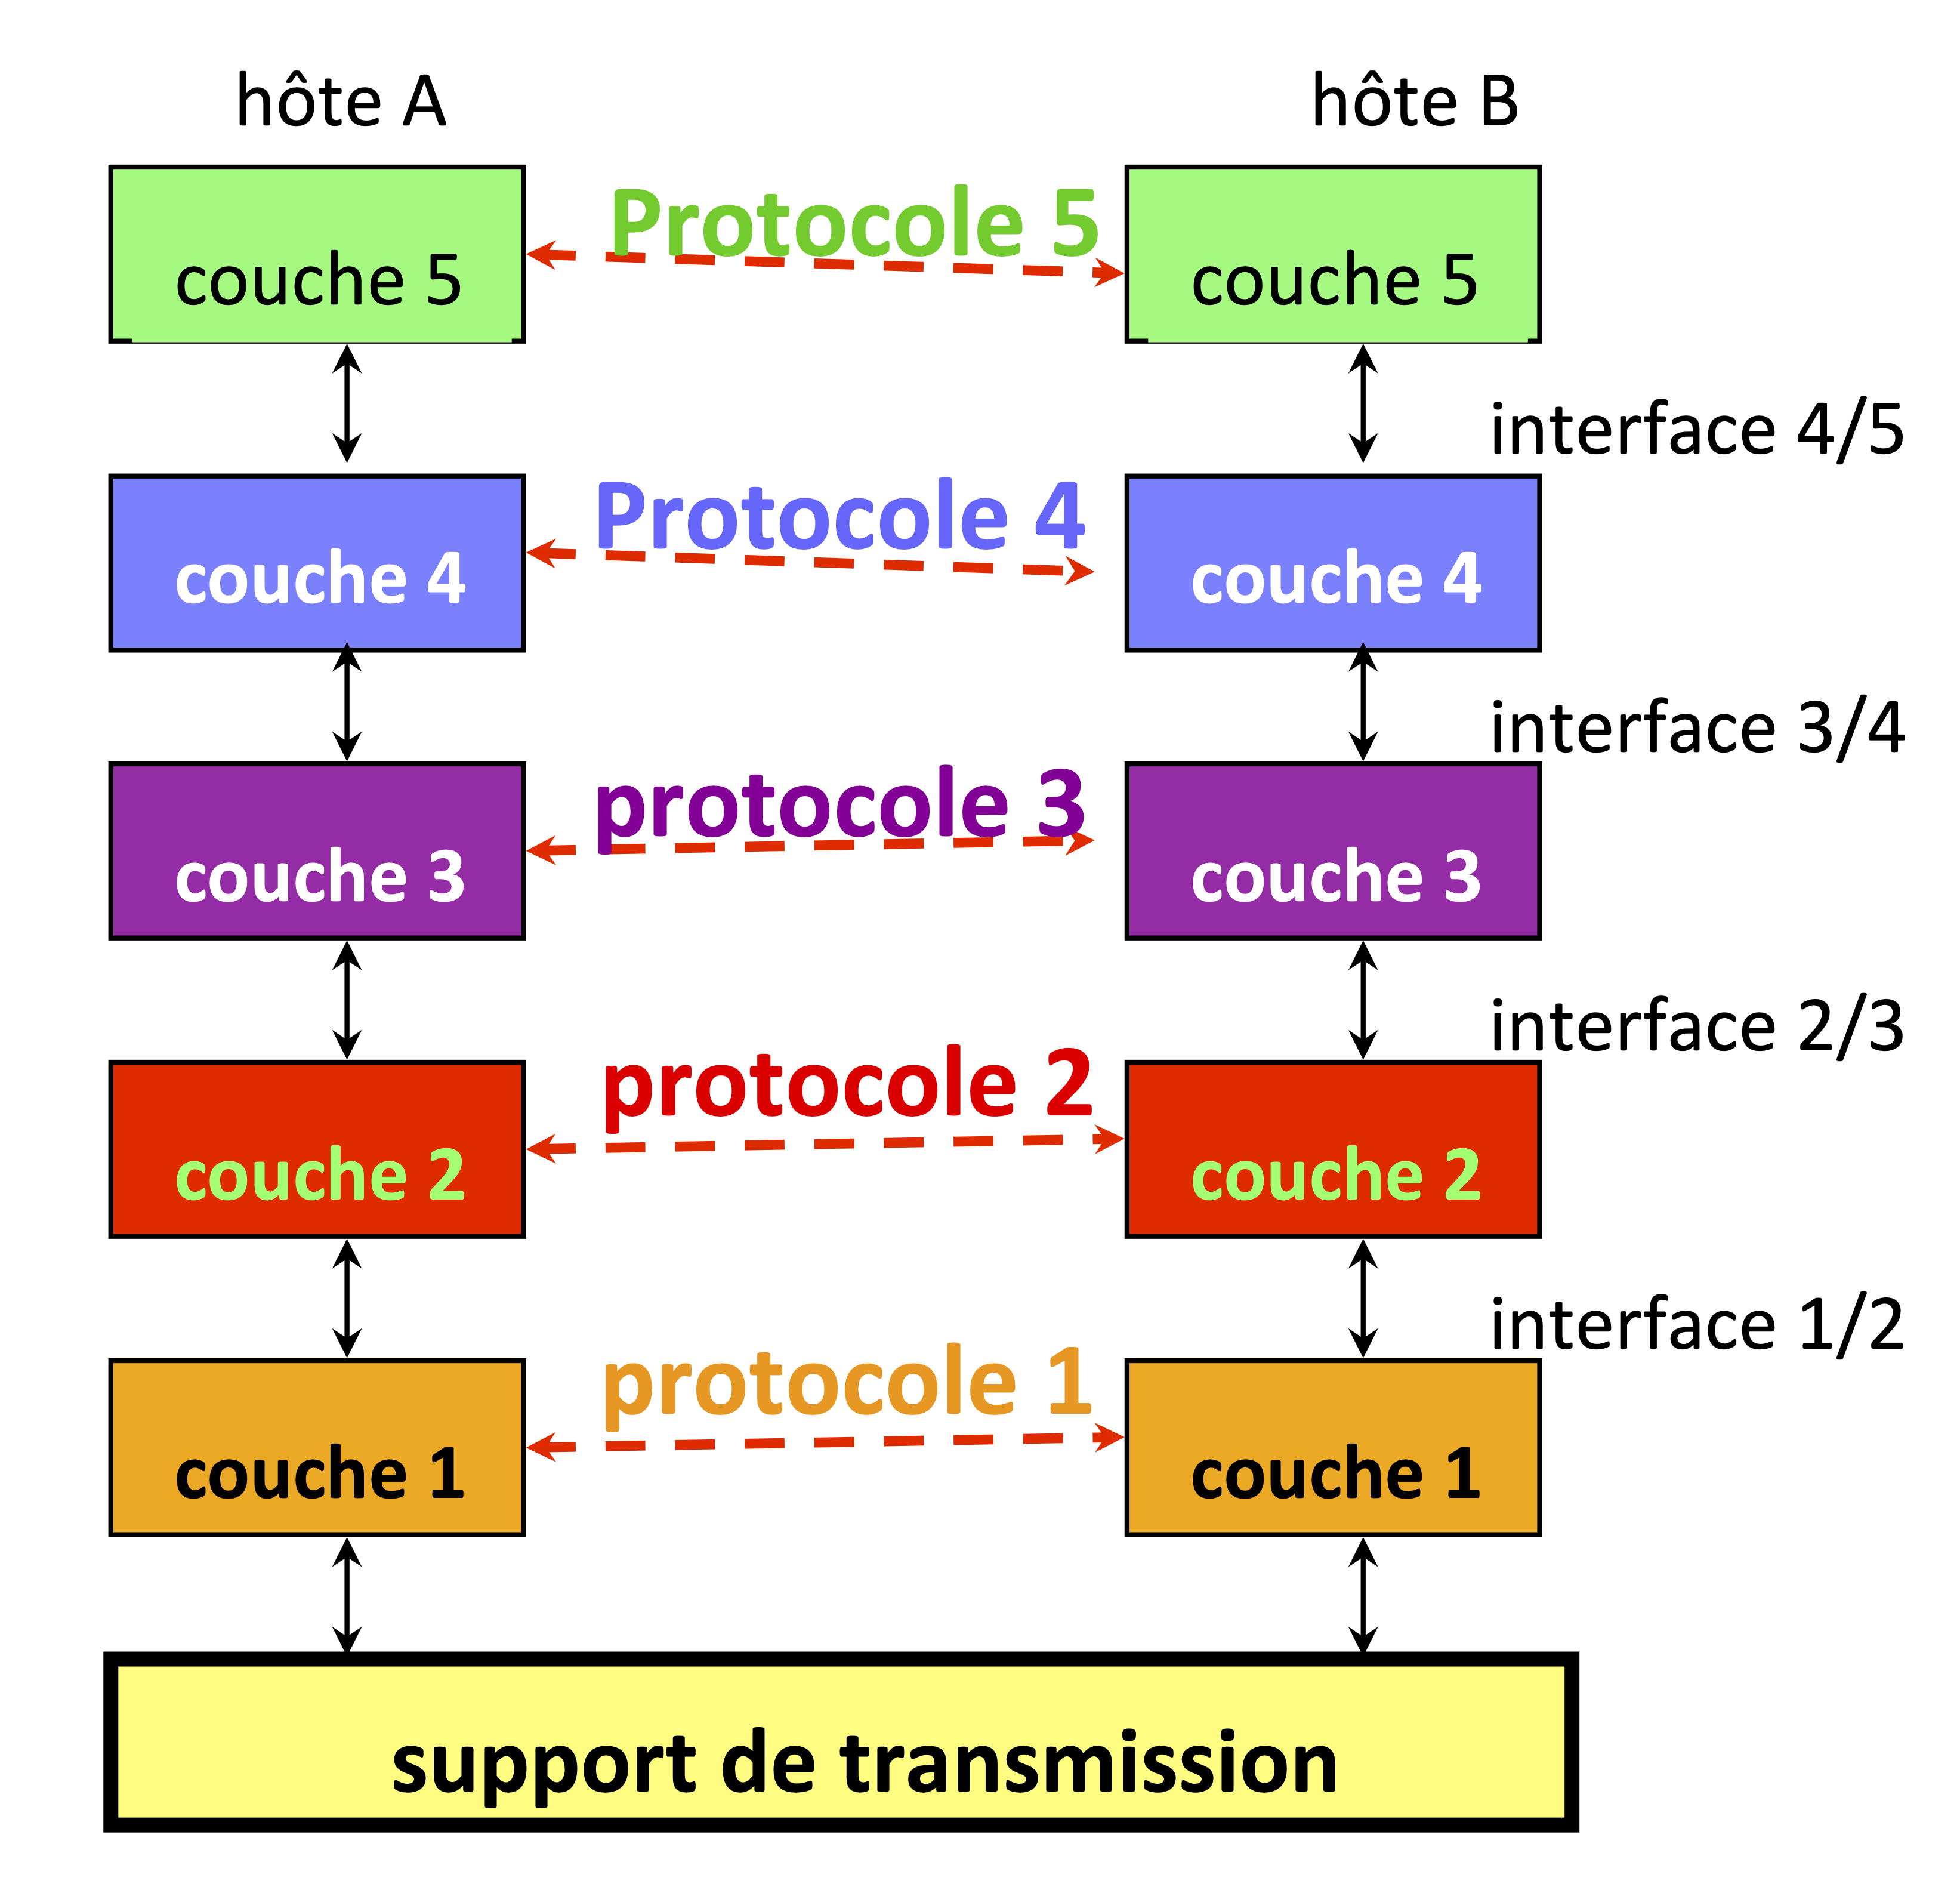 hôte A
hôte B
couche 5
Protocole 5
couche 5
interface 4/5
couche 4
Protocole 4
couche 4
interface 3/4
couche 3
protocole 3
couche 3
interface 2/3
couche 2
protocole 2
couche 2
interface 1/2
couche 1
protocole 1
couche 1
support de transmission